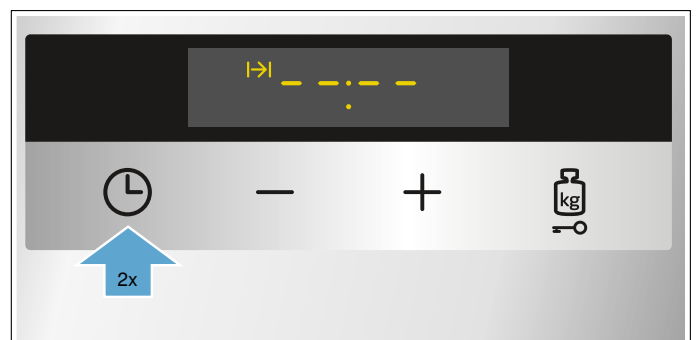 – –:– –
kg
2x